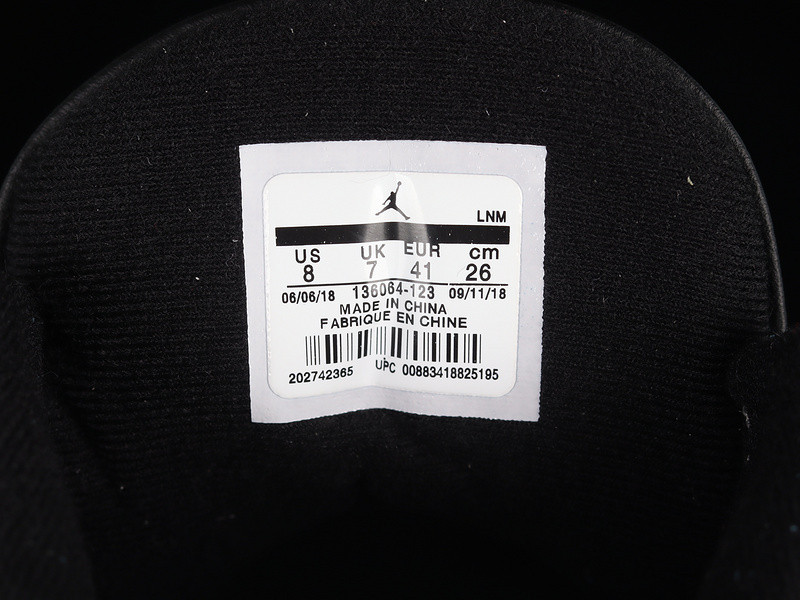 LNM
US UK EUR cm
8 7 41 26
06/06/18 136064-123 09/11/18
MADE IN CHINA
FABRIQUE EN CHINE
202742365 UPC 00883418825195